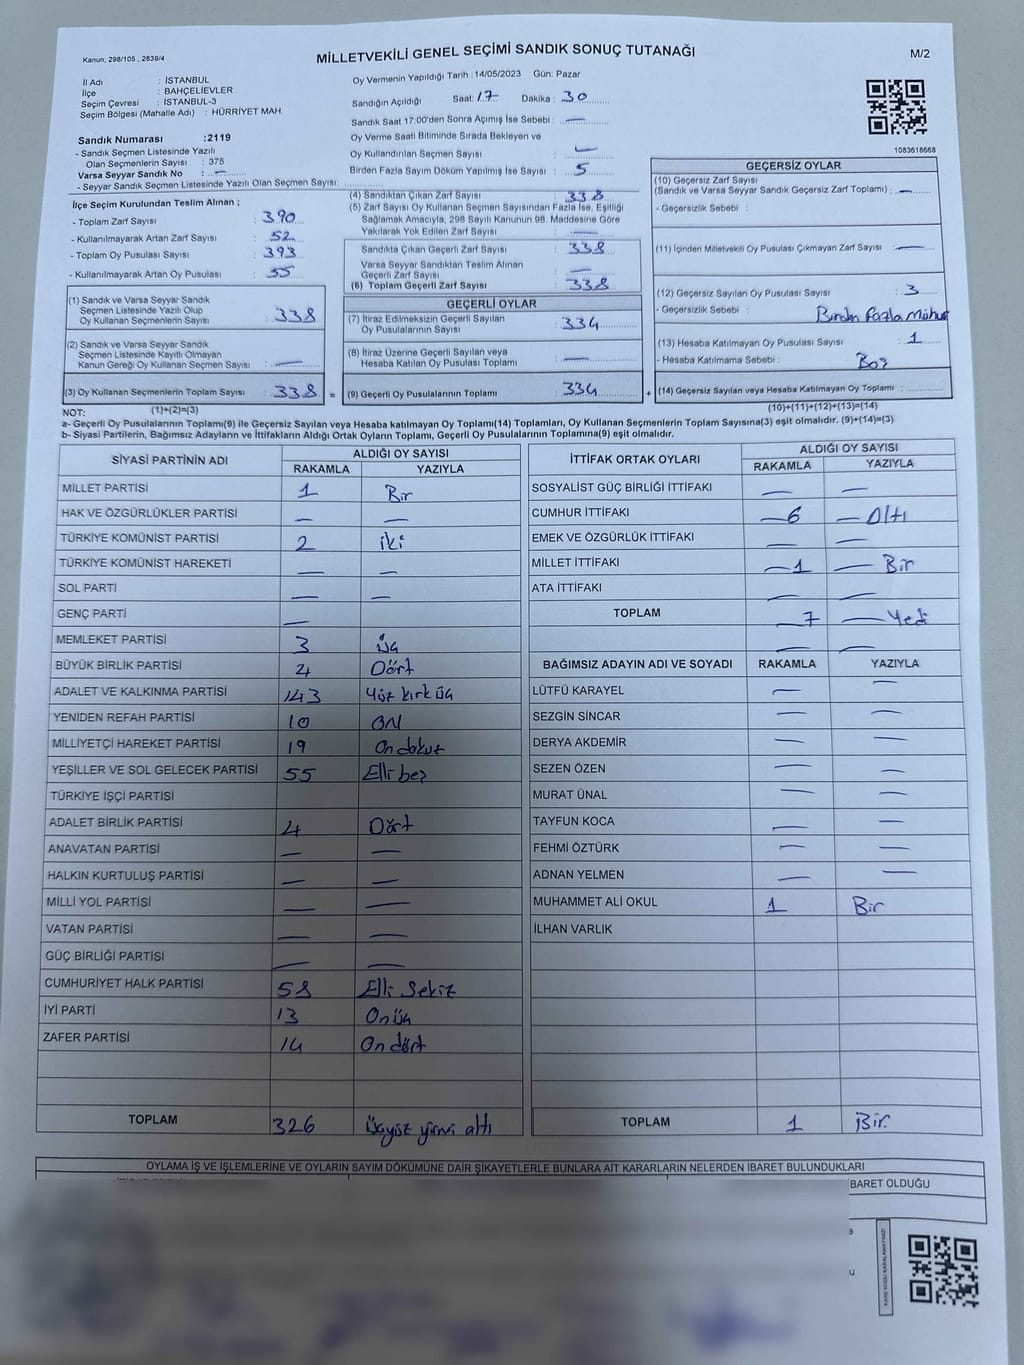 Kanun; 298/105 , 2839/4
MİLLETVEKİLİ GENEL SEÇİMİ SANDIK SONUÇ TUTANAĞI
M/2
İl Adı : İSTANBUL
İlçe : BAHÇELİEVLER
Seçim Çevresi : İSTANBUL-3
Seçim Bölgesi (Mahalle Adı) : HÜRRİYET MAH.
Sandık Numarası : 2119
- Sandık Seçmen Listesinde Yazılı
Olan Seçmenlerin Sayısı : 375
Varsa Seyyar Sandık No : —
- Seyyar Sandık Seçmen Listesinde Yazılı Olan Seçmen Sayısı:
Oy Vermenin Yapıldığı Tarih : 14/05/2023 Gün: Pazar
Sandığın Açıldığı Saat: 17 Dakika : 30
Sandık Saat 17:00'den Sonra Açımış İse Sebebi : —
Oy Verme Saati Bitiminde Sırada Bekleyen ve
Oy Kullandırılan Seçmen Sayısı : —
Birden Fazla Sayım Döküm Yapılmış İse Sayısı : 5
1083616668
İlçe Seçim Kurulundan Teslim Alınan ;
- Toplam Zarf Sayısı : 390
- Kullanılmayarak Artan Zarf Sayısı : 52
- Toplam Oy Pusulası Sayısı : 393
- Kullanılmayarak Artan Oy Pusulası : 55
(1) Sandık ve Varsa Seyyar Sandık
Seçmen Listesinde Yazılı Olup
Oy Kullanan Seçmenlerin Sayısı : 338
(2) Sandık ve Varsa Seyyar Sandık
Seçmen Listesinde Kayıtlı Olmayan
Kanun Gereği Oy Kullanan Seçmen Sayısı : —
(3) Oy Kullanan Seçmenlerin Toplam Sayısı : 338 =
(1)+(2)=(3)
(4) Sandıktan Çıkan Zarf Sayısı : 338
(5) Zarf Sayısı Oy Kullanan Seçmen Sayısından Fazla İse, Eşitliği
Sağlamak Amacıyla, 298 Sayılı Kanunun 98. Maddesine Göre
Yakılarak Yok Edilen Zarf Sayısı : —
Sandıkta Çıkan Geçerli Zarf Sayısı : 338
Varsa Seyyar Sandıktan Teslim Alınan
Geçerli Zarf Sayısı : —
(6) Toplam Geçerli Zarf Sayısı : 338
GEÇERLİ OYLAR
(7) İtiraz Edilmeksizin Geçerli Sayılan
Oy Pusulalarının Sayısı : 334
(8) İtiraz Üzerine Geçerli Sayılan veya
Hesaba Katılan Oy Pusulası Toplamı : —
(9) Geçerli Oy Pusulalarının Toplamı : 334 +
GEÇERSİZ OYLAR
(10) Geçersiz Zarf Sayısı
(Sandık ve Varsa Seyyar Sandık Geçersiz Zarf Toplamı) : —
- Geçersizlik Sebebi :
(11) İçinden Milletvekili Oy Pusulası Çıkmayan Zarf Sayısı : —
(12) Geçersiz Sayılan Oy Pusulası Sayısı : 3
- Geçersizlik Sebebi : Birden Fazla Mühür
(13) Hesaba Katılmayan Oy Pusulası Sayısı : 1
- Hesaba Katılmama Sebebi : Boş
(14) Geçersiz Sayılan veya Hesaba Katılmayan Oy Toplamı :
(10)+(11)+(12)+(13)=(14)
NOT:
a- Geçerli Oy Pusulalarının Toplamı(9) ile Geçersiz Sayılan veya Hesaba Katılmayan Oy Toplamı(14) Toplamları, Oy Kullanan Seçmenlerin Toplam Sayısına(3) eşit olmalıdır. (9)+(14)=(3)
b- Siyasi Partilerin, Bağımsız Adayların ve İttifakların Aldığı Ortak Oyların Toplamı, Geçerli Oy Pusulalarının Toplamına(9) eşit olmalıdır.
SİYASİ PARTİNİN ADI ALDIĞI OY SAYISI
RAKAMLA YAZIYLA
MİLLET PARTİSİ 1 Bir
HAK VE ÖZGÜRLÜKLER PARTİSİ — —
TÜRKİYE KOMÜNİST PARTİSİ 2 iki
TÜRKİYE KOMÜNİST HAREKETİ — —
SOL PARTİ — —
GENÇ PARTİ —
MEMLEKET PARTİSİ 3 Üç
BÜYÜK BİRLİK PARTİSİ 4 Dört
ADALET VE KALKINMA PARTİSİ 143 Yüz kırk üç
YENİDEN REFAH PARTİSİ 10 ON
MİLLİYETÇİ HAREKET PARTİSİ 19 On dokuz
YEŞİLLER VE SOL GELECEK PARTİSİ 55 Elli beş
TÜRKİYE İŞÇİ PARTİSİ
ADALET BİRLİK PARTİSİ 4 Dört
ANAVATAN PARTİSİ — —
HALKIN KURTULUŞ PARTİSİ — —
MİLLİ YOL PARTİSİ — —
VATAN PARTİSİ — —
GÜÇ BİRLİĞİ PARTİSİ — —
CUMHURİYET HALK PARTİSİ 58 Elli Sekiz
İYİ PARTİ 13 On üç
ZAFER PARTİSİ 14 On dört
TOPLAM 326 Üçyüz yirmi altı
İTTİFAK ORTAK OYLARI ALDIĞI OY SAYISI
RAKAMLA YAZIYLA
SOSYALİST GÜÇ BİRLİĞİ İTTİFAKI — —
CUMHUR İTTİFAKI —6 — Altı
EMEK VE ÖZGÜRLÜK İTTİFAKI — —
MİLLET İTTİFAKI —1 — Bir
ATA İTTİFAKI — —
TOPLAM —7 — Yedi
— —
BAĞIMSIZ ADAYIN ADI VE SOYADI RAKAMLA YAZIYLA
LÜTFÜ KARAYEL — —
SEZGİN SİNCAR — —
DERYA AKDEMİR — —
SEZEN ÖZEN — —
MURAT ÜNAL — —
TAYFUN KOCA — —
FEHMİ ÖZTÜRK — —
ADNAN YELMEN — —
MUHAMMET ALİ OKUL 1 Bir
İLHAN VARLIK
TOPLAM 1 Bir
OYLAMA İŞ VE İŞLEMLERİNE VE OYLARIN SAYIM DÖKÜMÜNE DAİR ŞİKAYETLERLE BUNLARA AİT KARARLARIN NELERDEN İBARET BULUNDUKLARI
BARET OLDUĞU
KARE KODU KARALAMAYINIZ!